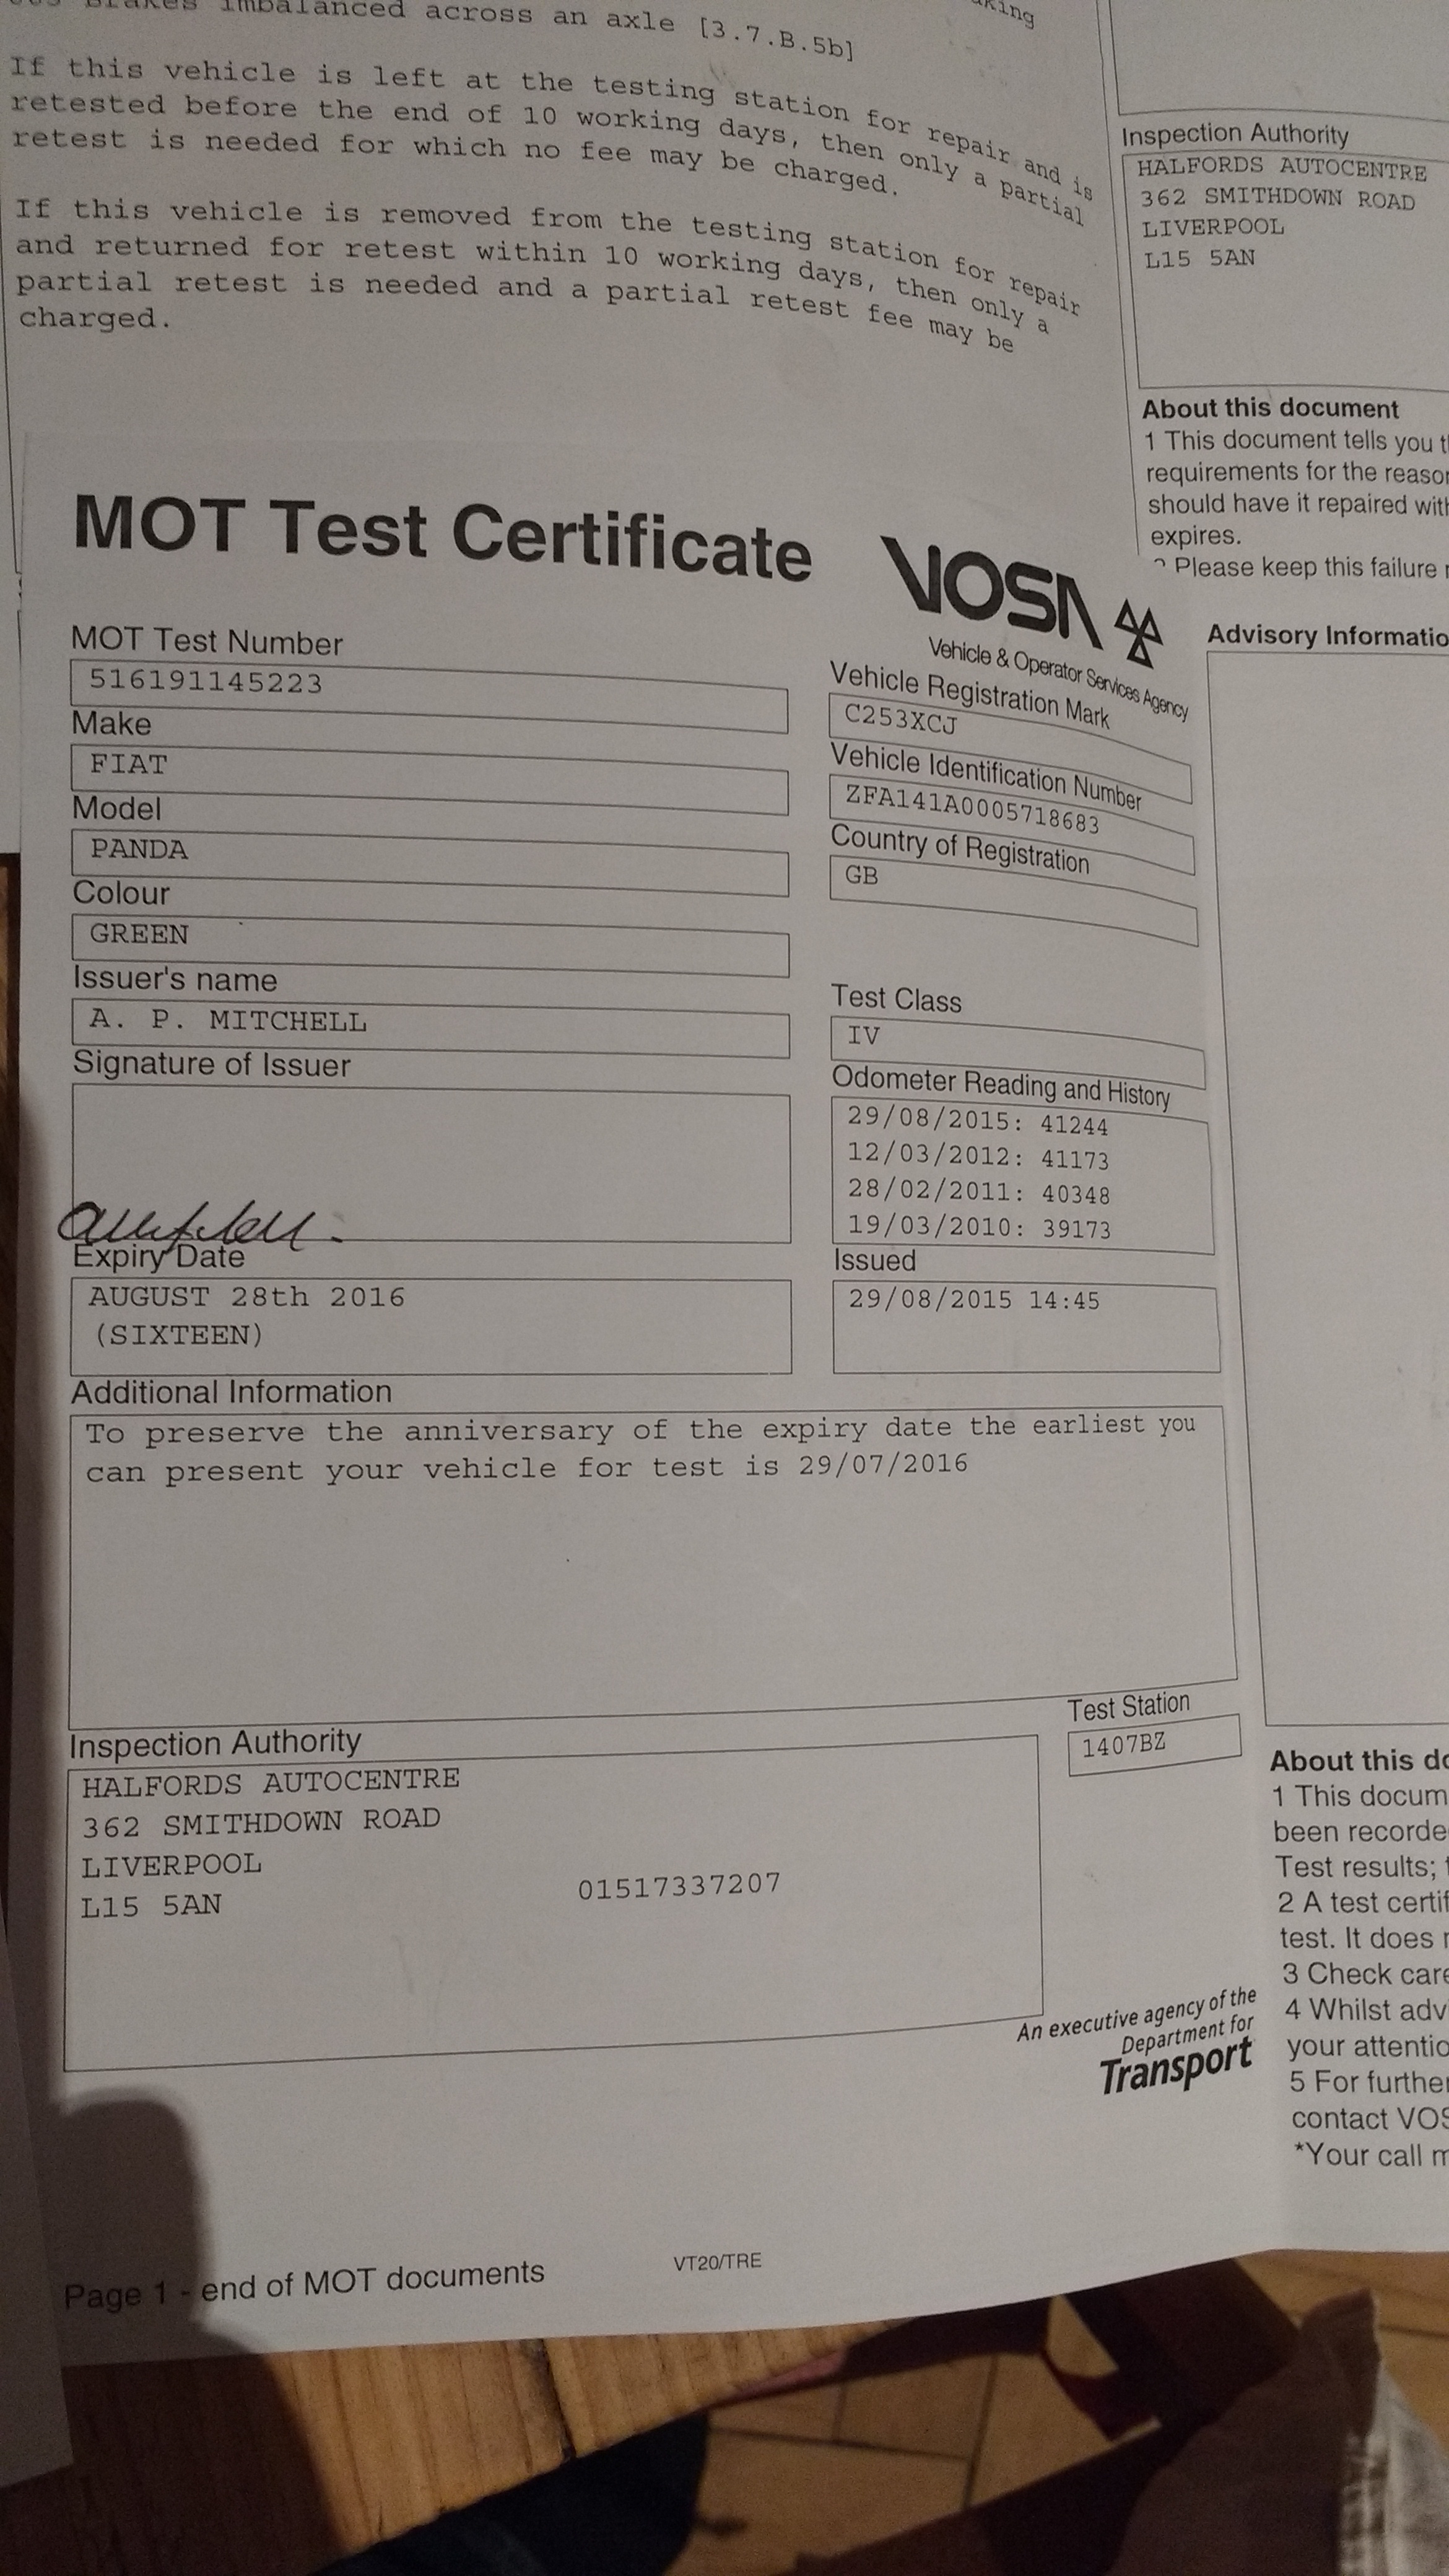 Brakes imbalanced across an axle [3.7.B.5b]
If this vehicle is left at the testing station for repair and is
retested before the end of 10 working days, then only a partial
retest is needed for which no fee may be charged.
If this vehicle is removed from the testing station for repair
and returned for retest within 10 working days, then only a
partial retest is needed and a partial retest fee may be
charged.
Inspection Authority
HALFORDS AUTOCENTRE
362 SMITHDOWN ROAD
LIVERPOOL
L15 5AN
About this document
1 This document tells you
requirements for the
should have it repaired
expires.
Please keep this failure
MOT Test Certificate
VOSA
Vehicle & Operator Services Agency
MOT Test Number
516191145223
Make
FIAT
Model
PANDA
Colour
GREEN
Issuer's name
A. P. MITCHELL
Signature of Issuer
Expiry Date
AUGUST 28th 2016
(SIXTEEN)
Vehicle Registration Mark
C253XCJ
Vehicle Identification Number
ZFA141A0005718683
Country of Registration
GB
Test Class
IV
Odometer Reading and History
29/08/2015: 41244
12/03/2012: 41173
28/02/2011: 40348
19/03/2010: 39173
Issued
29/08/2015 14:45
Additional Information
To preserve the anniversary of the expiry date the earliest you
can present your vehicle for test is 29/07/2016
Inspection Authority
HALFORDS AUTOCENTRE
362 SMITHDOWN ROAD
LIVERPOOL
L15 5AN
01517337207
Test Station
1407BZ
An executive agency of the
Department for
Transport
Page 1 - end of MOT documents
VT20/TRE
Advisory
About this
1 This
been
Test results;
2 A test
test. It does
3 Check
4 Whilst
your
5 For
contact
*Your call